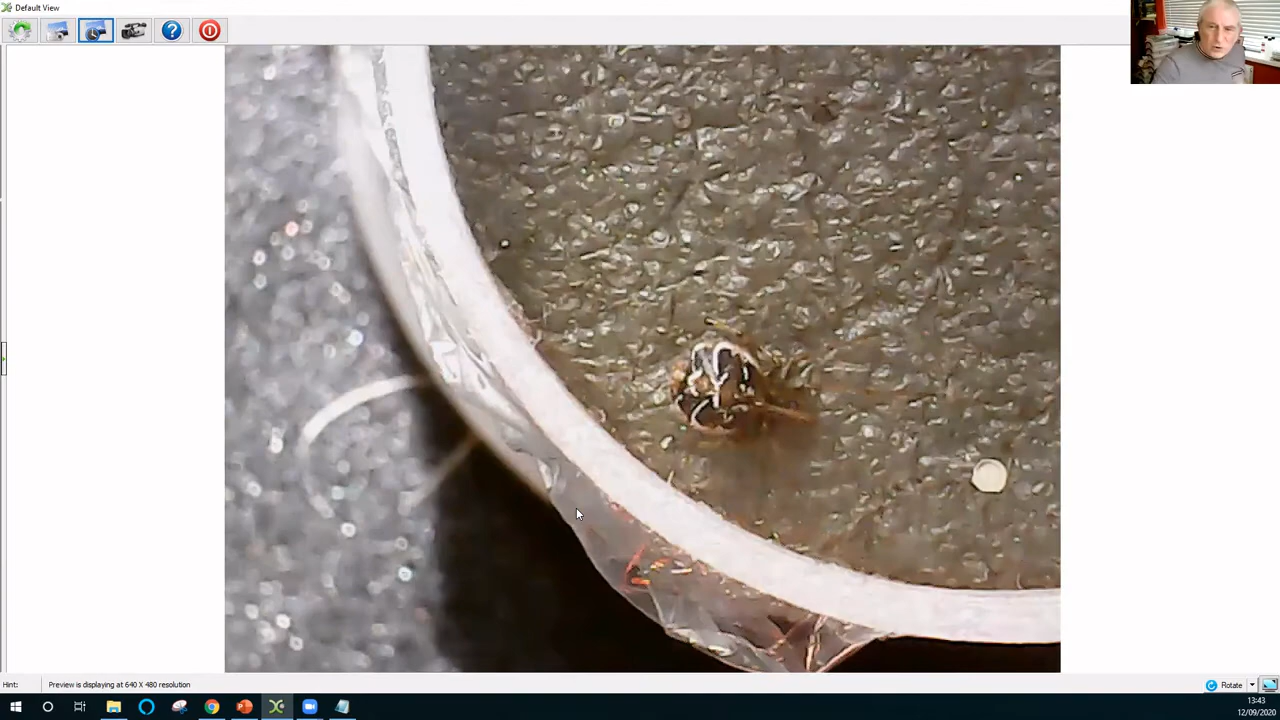 Default View
Hint:
Preview is displaying at 640 X 480 resolution
Rotate
13:43
12/09/2020